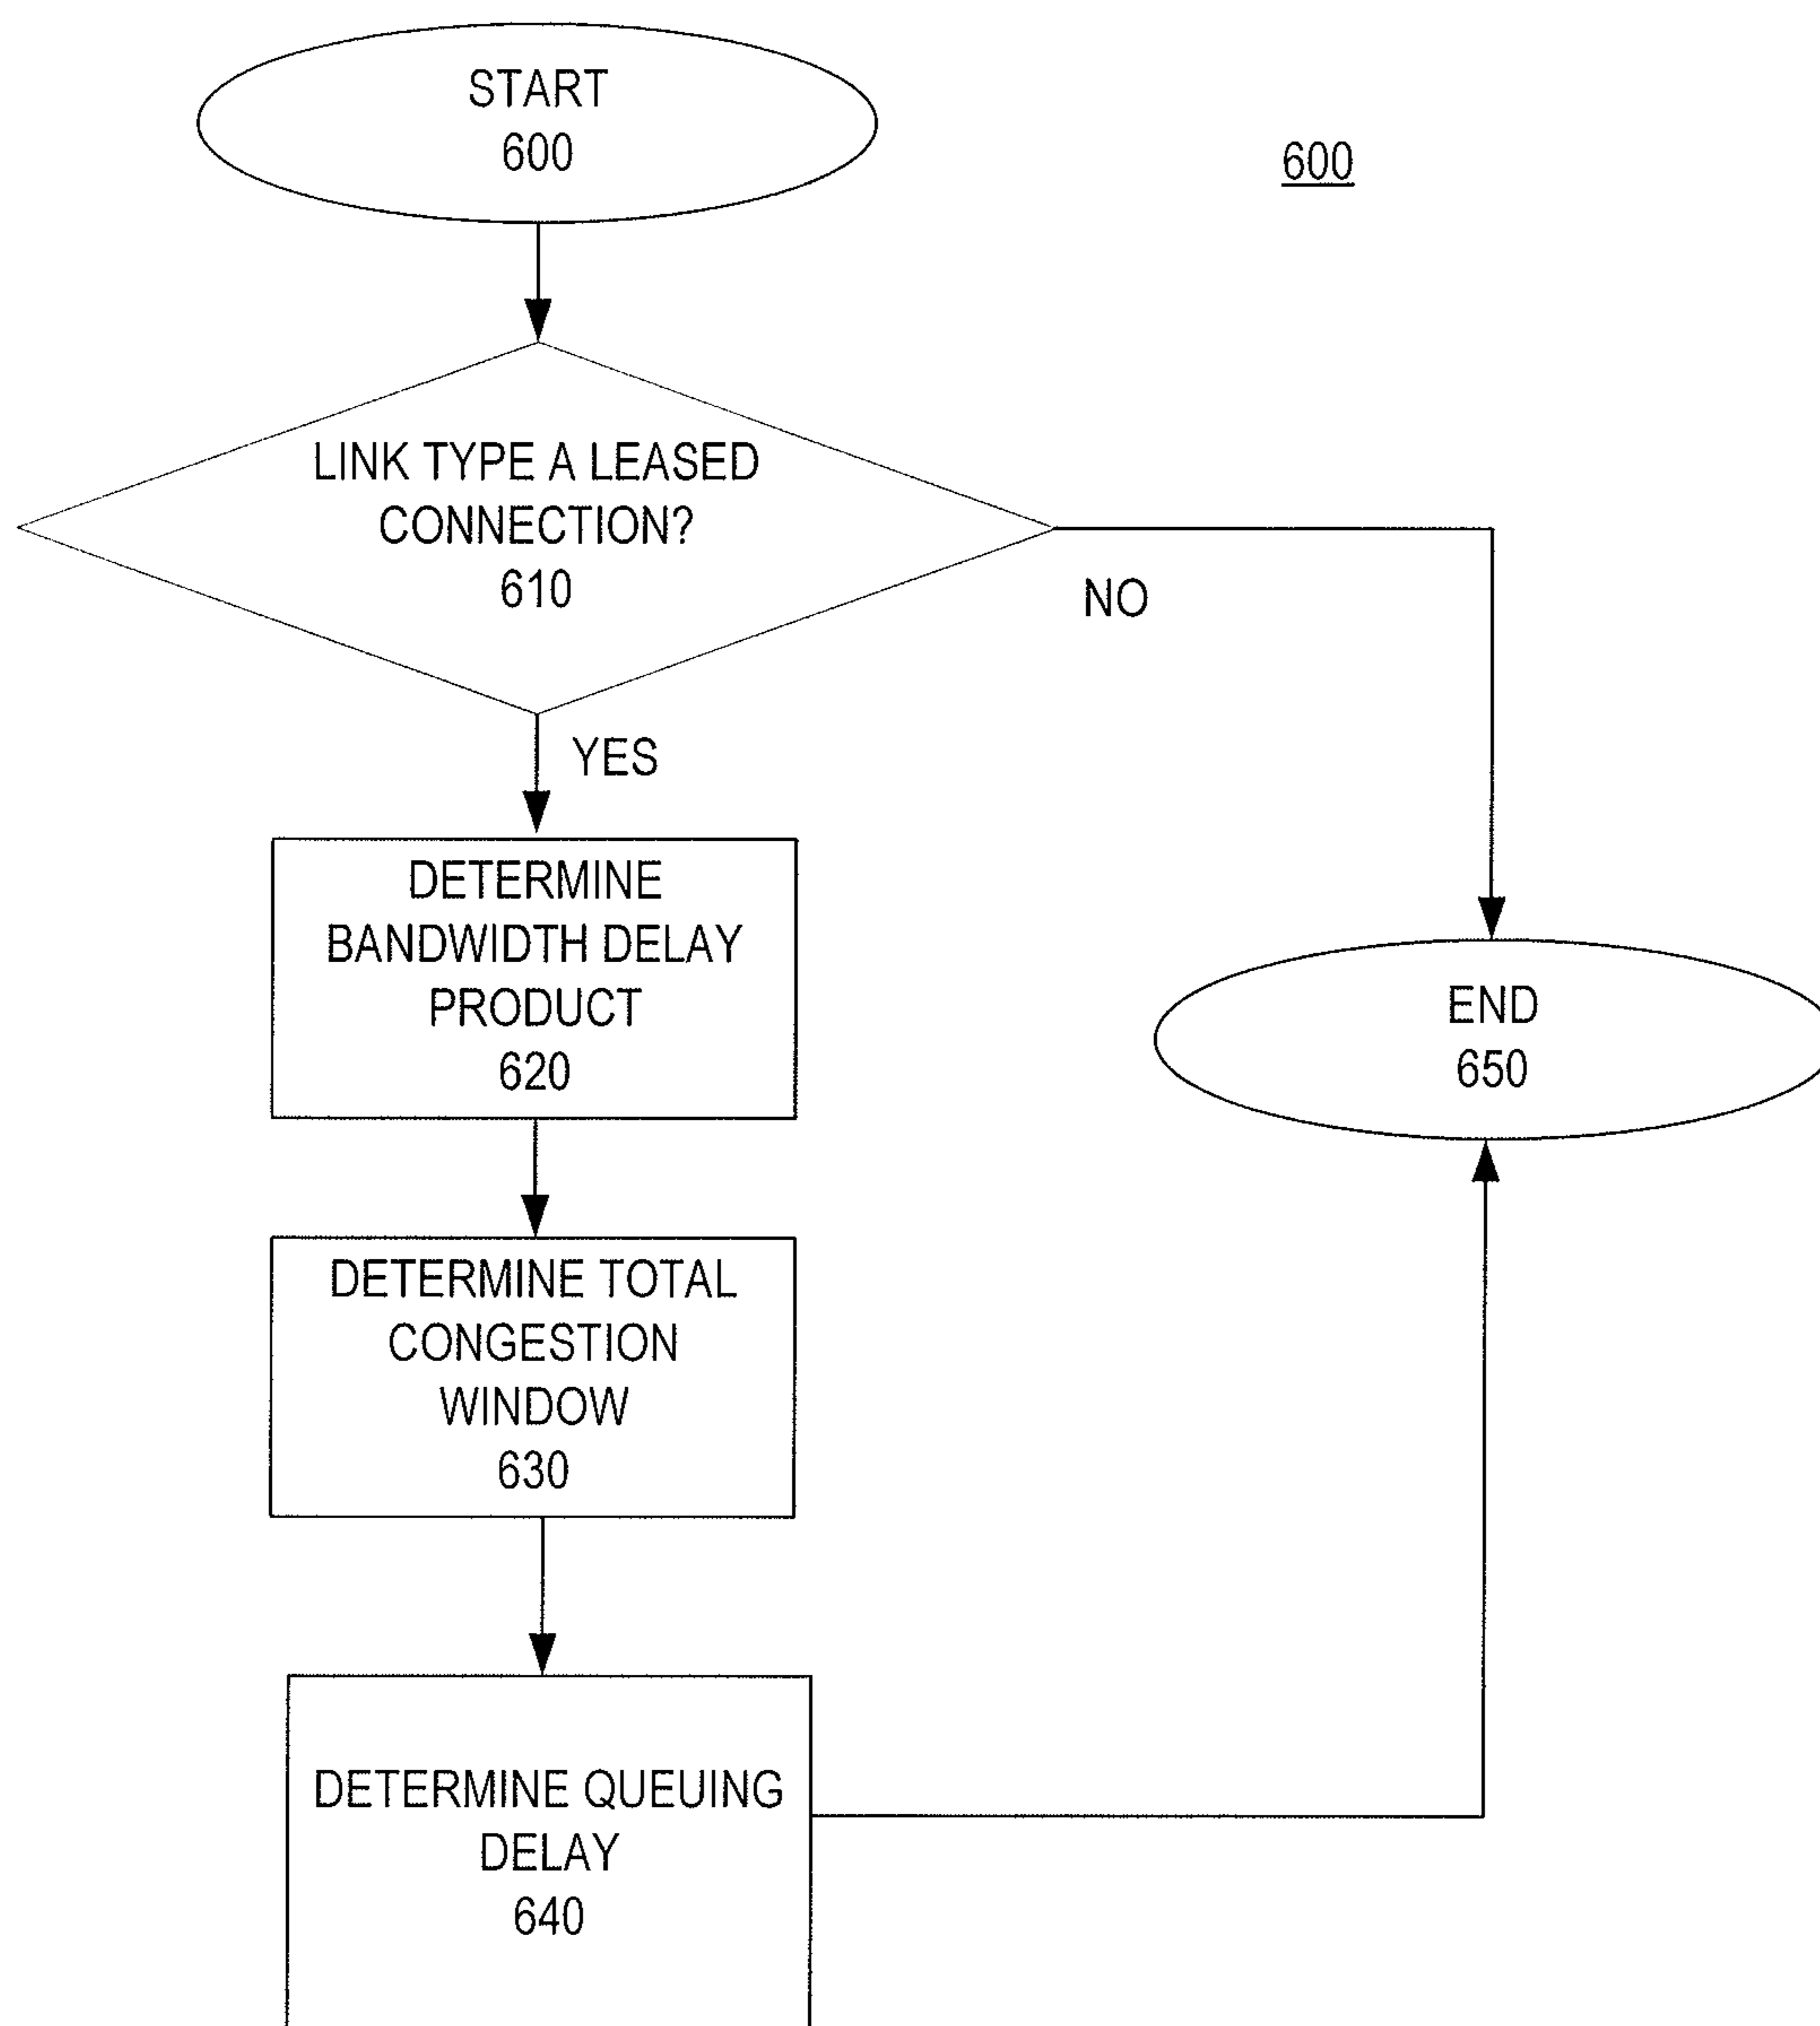 START
600
600
LINK TYPE A LEASED
CONNECTION?
610
NO
YES
DETERMINE
BANDWIDTH DELAY
PRODUCT
620
END
650
DETERMINE TOTAL
CONGESTION
WINDOW
630
DETERMINE QUEUING
DELAY
640